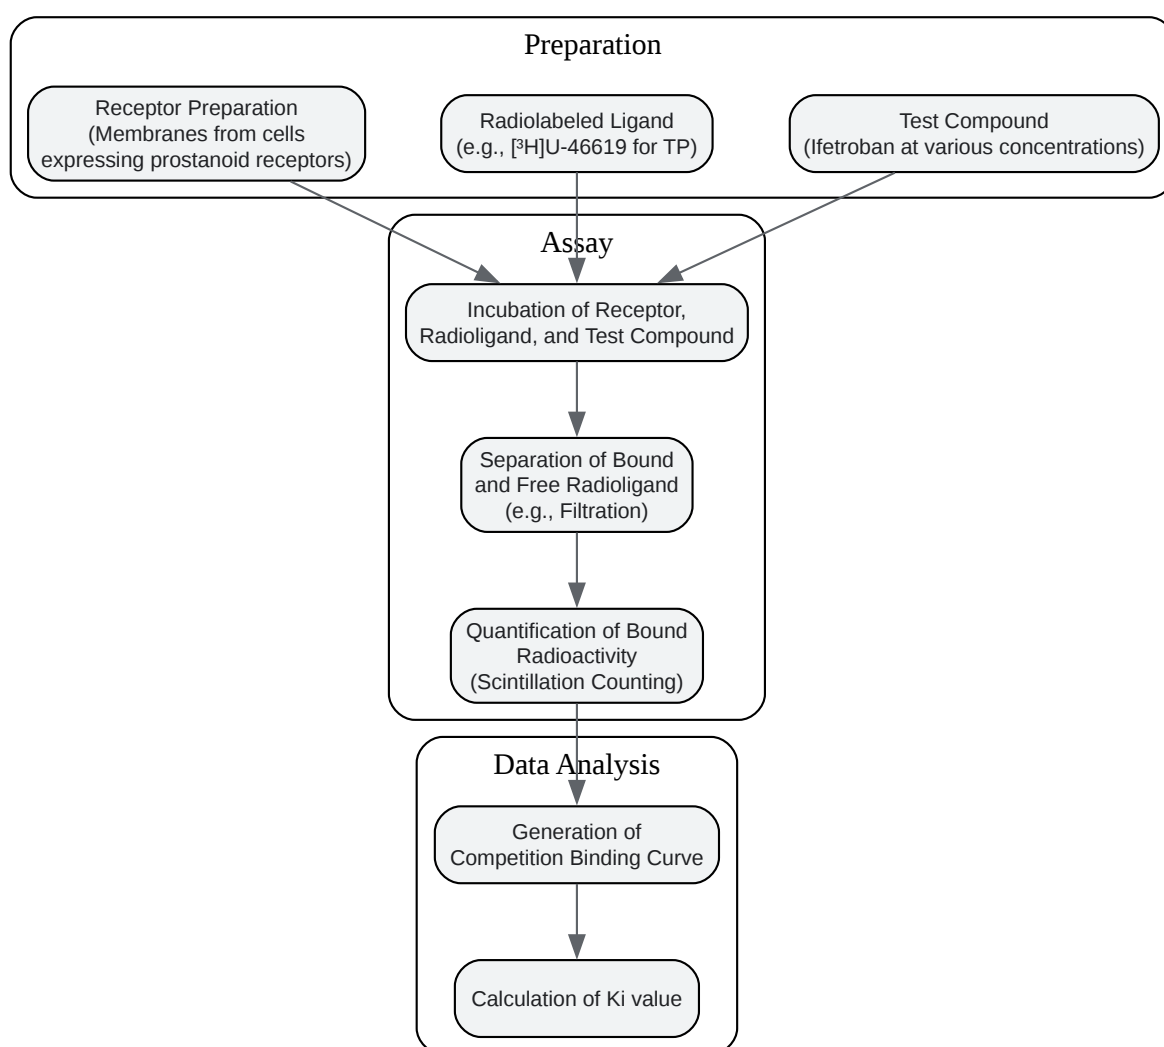 Preparation
Receptor Preparation
(Membranes from cells
expressing prostanoid receptors)
Radiolabeled Ligand
(e.g., [³H]U-46619 for TP)
Test Compound
(Ifetroban at various concentrations)
Assay
Incubation of Receptor,
Radioligand, and Test Compound
Separation of Bound
and Free Radioligand
(e.g., Filtration)
Quantification of Bound
Radioactivity
(Scintillation Counting)
Data Analysis
Generation of
Competition Binding Curve
Calculation of Ki value